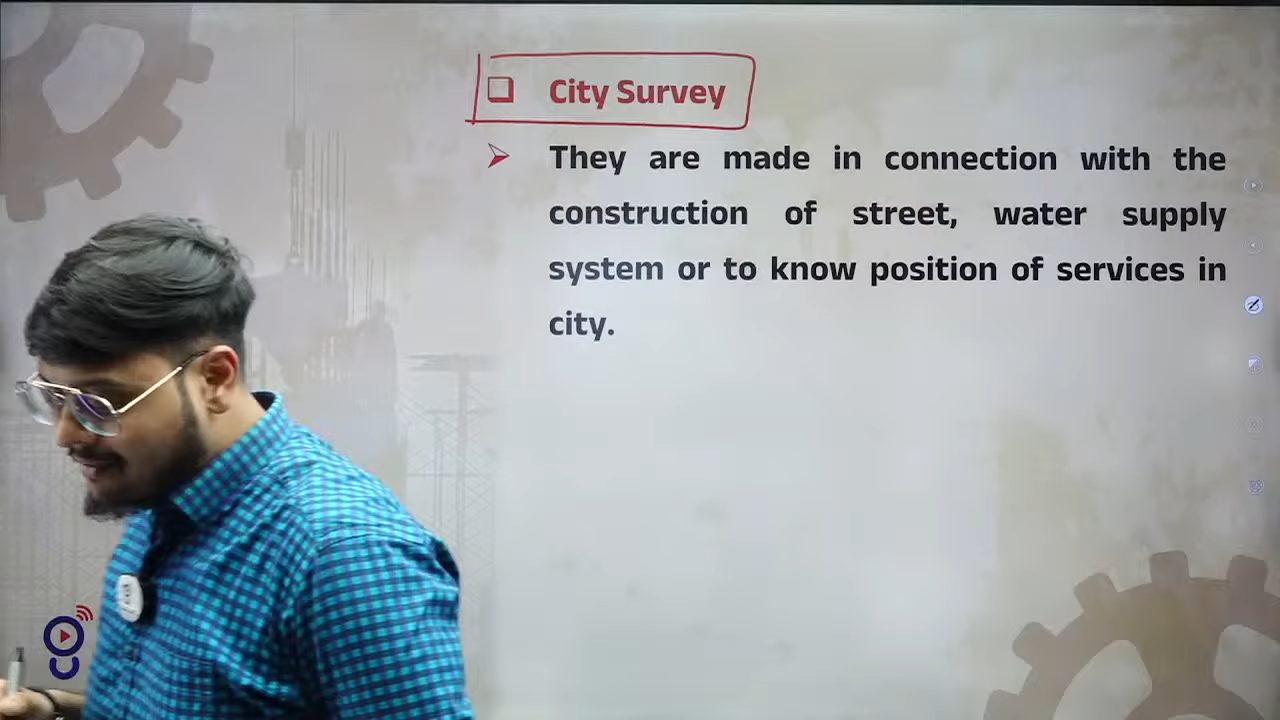 City Survey
They are made in connection with the
construction of street, water supply
system or to know position of services in
city.